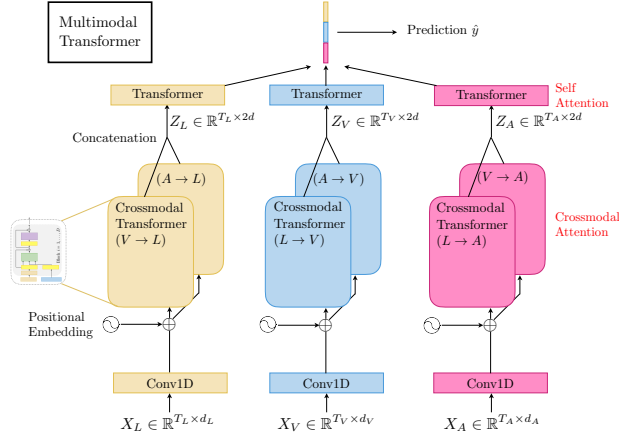 Multimodal
Transformer
Prediction ŷ
Transformer
Transformer
Transformer
Self
Attention
Z_L ∈ ℝ^{T_L×2d}
Z_V ∈ ℝ^{T_V×2d}
Z_A ∈ ℝ^{T_A×2d}
Concatenation
(A → L)
(A → V)
(V → A)
Crossmodal
Transformer
(V → L)
Crossmodal
Transformer
(L → V)
Crossmodal
Transformer
(L → A)
Crossmodal
Attention
Positional
Embedding
Conv1D
Conv1D
Conv1D
X_L ∈ ℝ^{T_L×d_L}
X_V ∈ ℝ^{T_V×d_V}
X_A ∈ ℝ^{T_A×d_A}